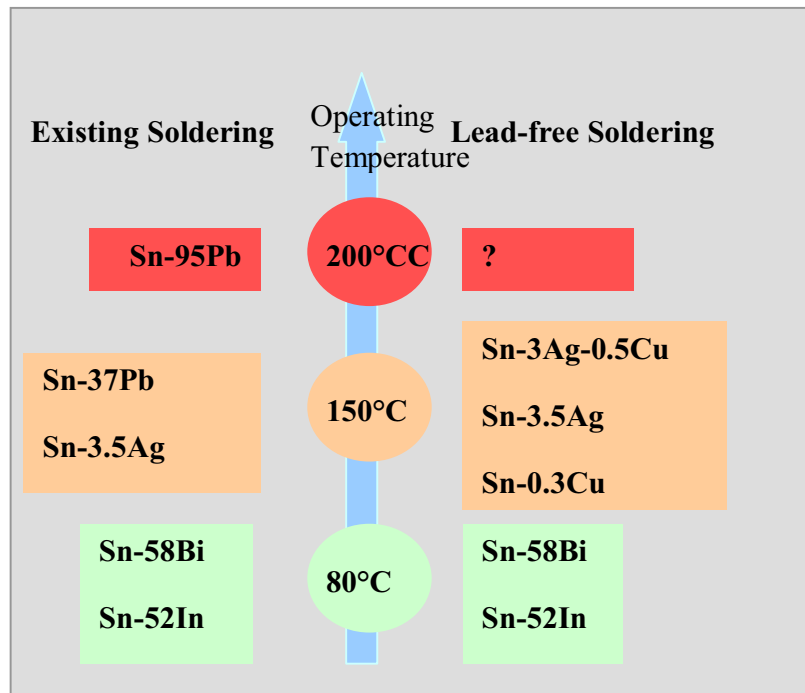 Existing Soldering
Operating
Temperature
Lead-free Soldering
Sn-95Pb
200°CC
?
Sn-37Pb
Sn-3.5Ag
150°C
Sn-3Ag-0.5Cu
Sn-3.5Ag
Sn-0.3Cu
Sn-58Bi
Sn-52In
80°C
Sn-58Bi
Sn-52In